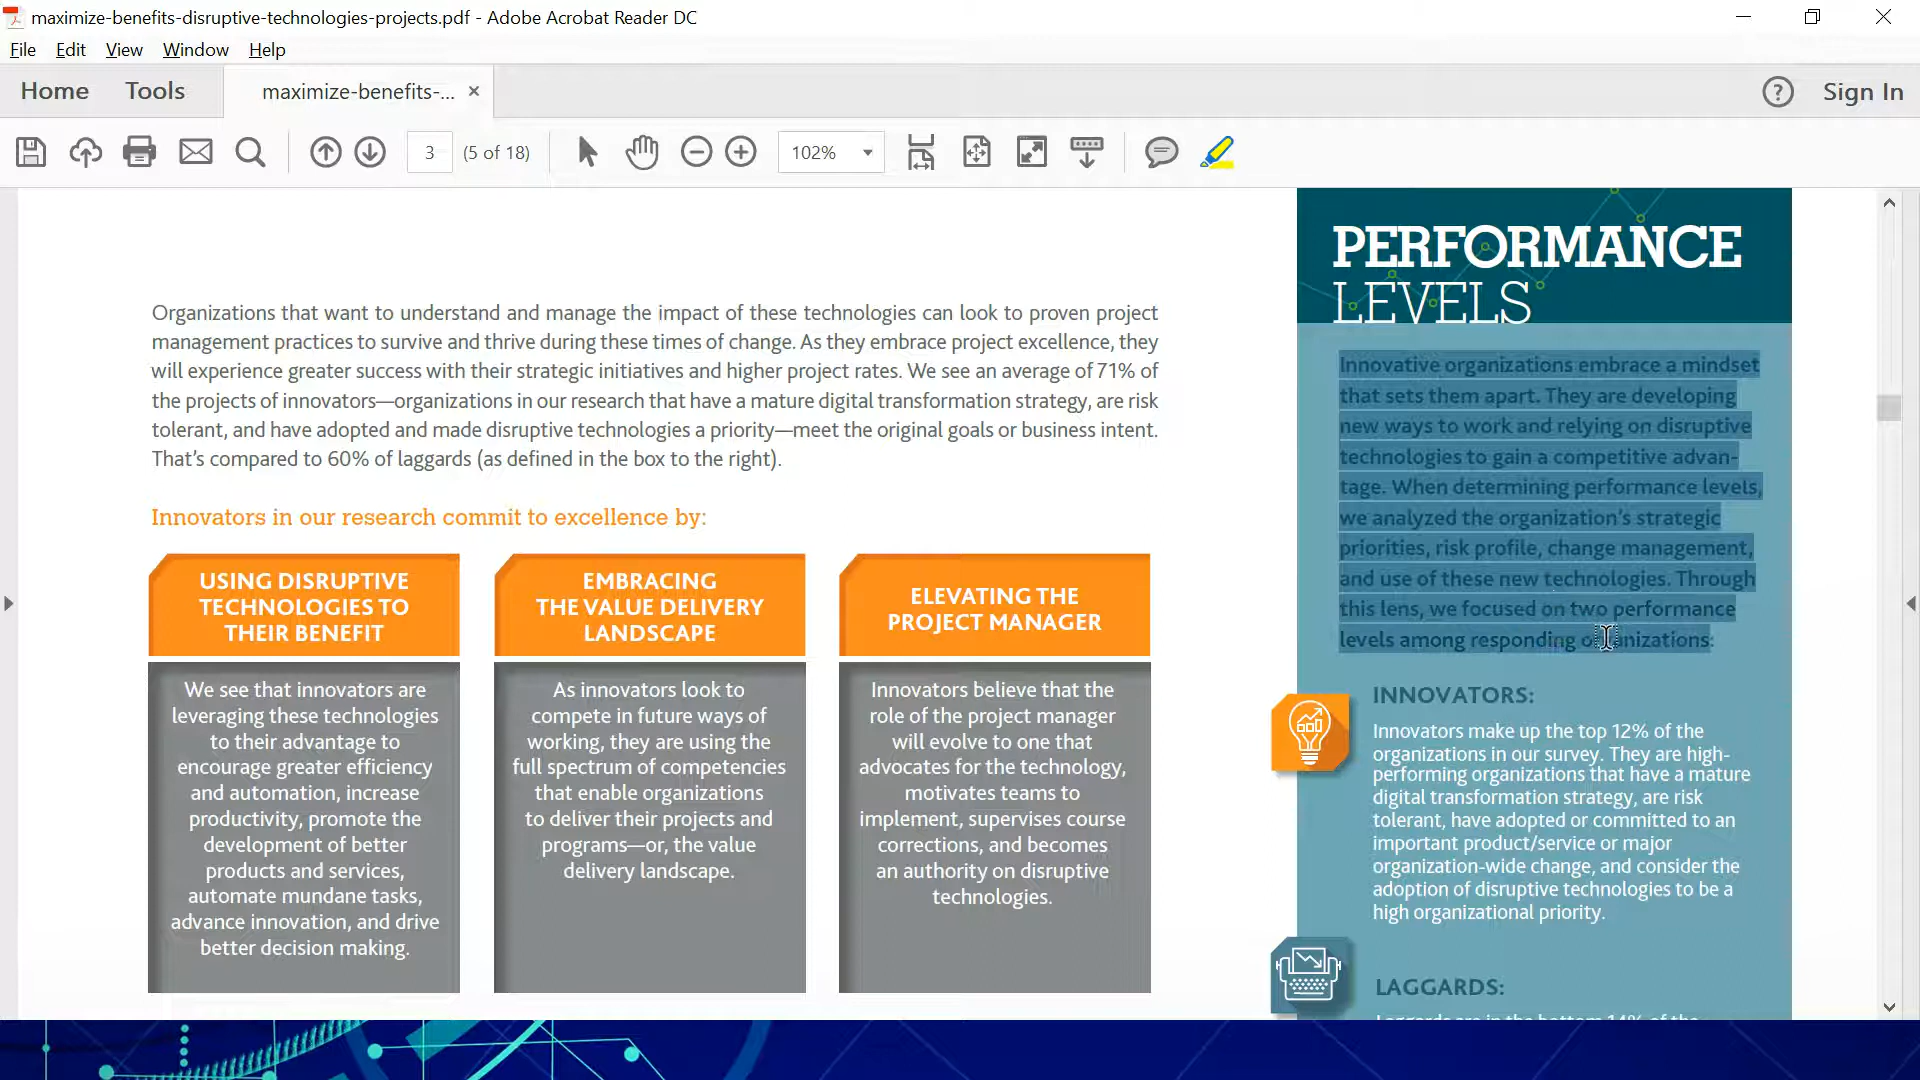 maximize-benefits-disruptive-technologies-projects.pdf - Adobe Acrobat Reader DC
File Edit View Window Help
Home Tools maximize-benefits-... × ? Sign In
3 (5 of 18) 102%
Organizations that want to understand and manage the impact of these technologies can look to proven project
management practices to survive and thrive during these times of change. As they embrace project excellence, they
will experience greater success with their strategic initiatives and higher project rates. We see an average of 71% of
the projects of innovators—organizations in our research that have a mature digital transformation strategy, are risk
tolerant, and have adopted and made disruptive technologies a priority—meet the original goals or business intent.
That's compared to 60% of laggards (as defined in the box to the right).
Innovators in our research commit to excellence by:
USING DISRUPTIVE
TECHNOLOGIES TO
THEIR BENEFIT
We see that innovators are
leveraging these technologies
to their advantage to
encourage greater efficiency
and automation, increase
productivity, promote the
development of better
products and services,
automate mundane tasks,
advance innovation, and drive
better decision making.
EMBRACING
THE VALUE DELIVERY
LANDSCAPE
As innovators look to
compete in future ways of
working, they are using the
full spectrum of competencies
that enable organizations
to deliver their projects and
programs—or, the value
delivery landscape.
ELEVATING THE
PROJECT MANAGER
Innovators believe that the
role of the project manager
will evolve to one that
advocates for the technology,
motivates teams to
implement, supervises course
corrections, and becomes
an authority on disruptive
technologies.
PERFORMANCE
LEVELS
Innovative organizations embrace a mindset
that sets them apart. They are developing
new ways to work and relying on disruptive
technologies to gain a competitive advan-
tage. When determining performance levels,
we analyzed the organization's strategic
priorities, risk profile, change management,
and use of these new technologies. Through
this lens, we focused on two performance
levels among responding organizations:
INNOVATORS:
Innovators make up the top 12% of the
organizations in our survey. They are high-
performing organizations that have a mature
digital transformation strategy, are risk
tolerant, have adopted or committed to an
important product/service or major
organization-wide change, and consider the
adoption of disruptive technologies to be a
high organizational priority.
LAGGARDS:
Laggards are in the bottom 14% of the